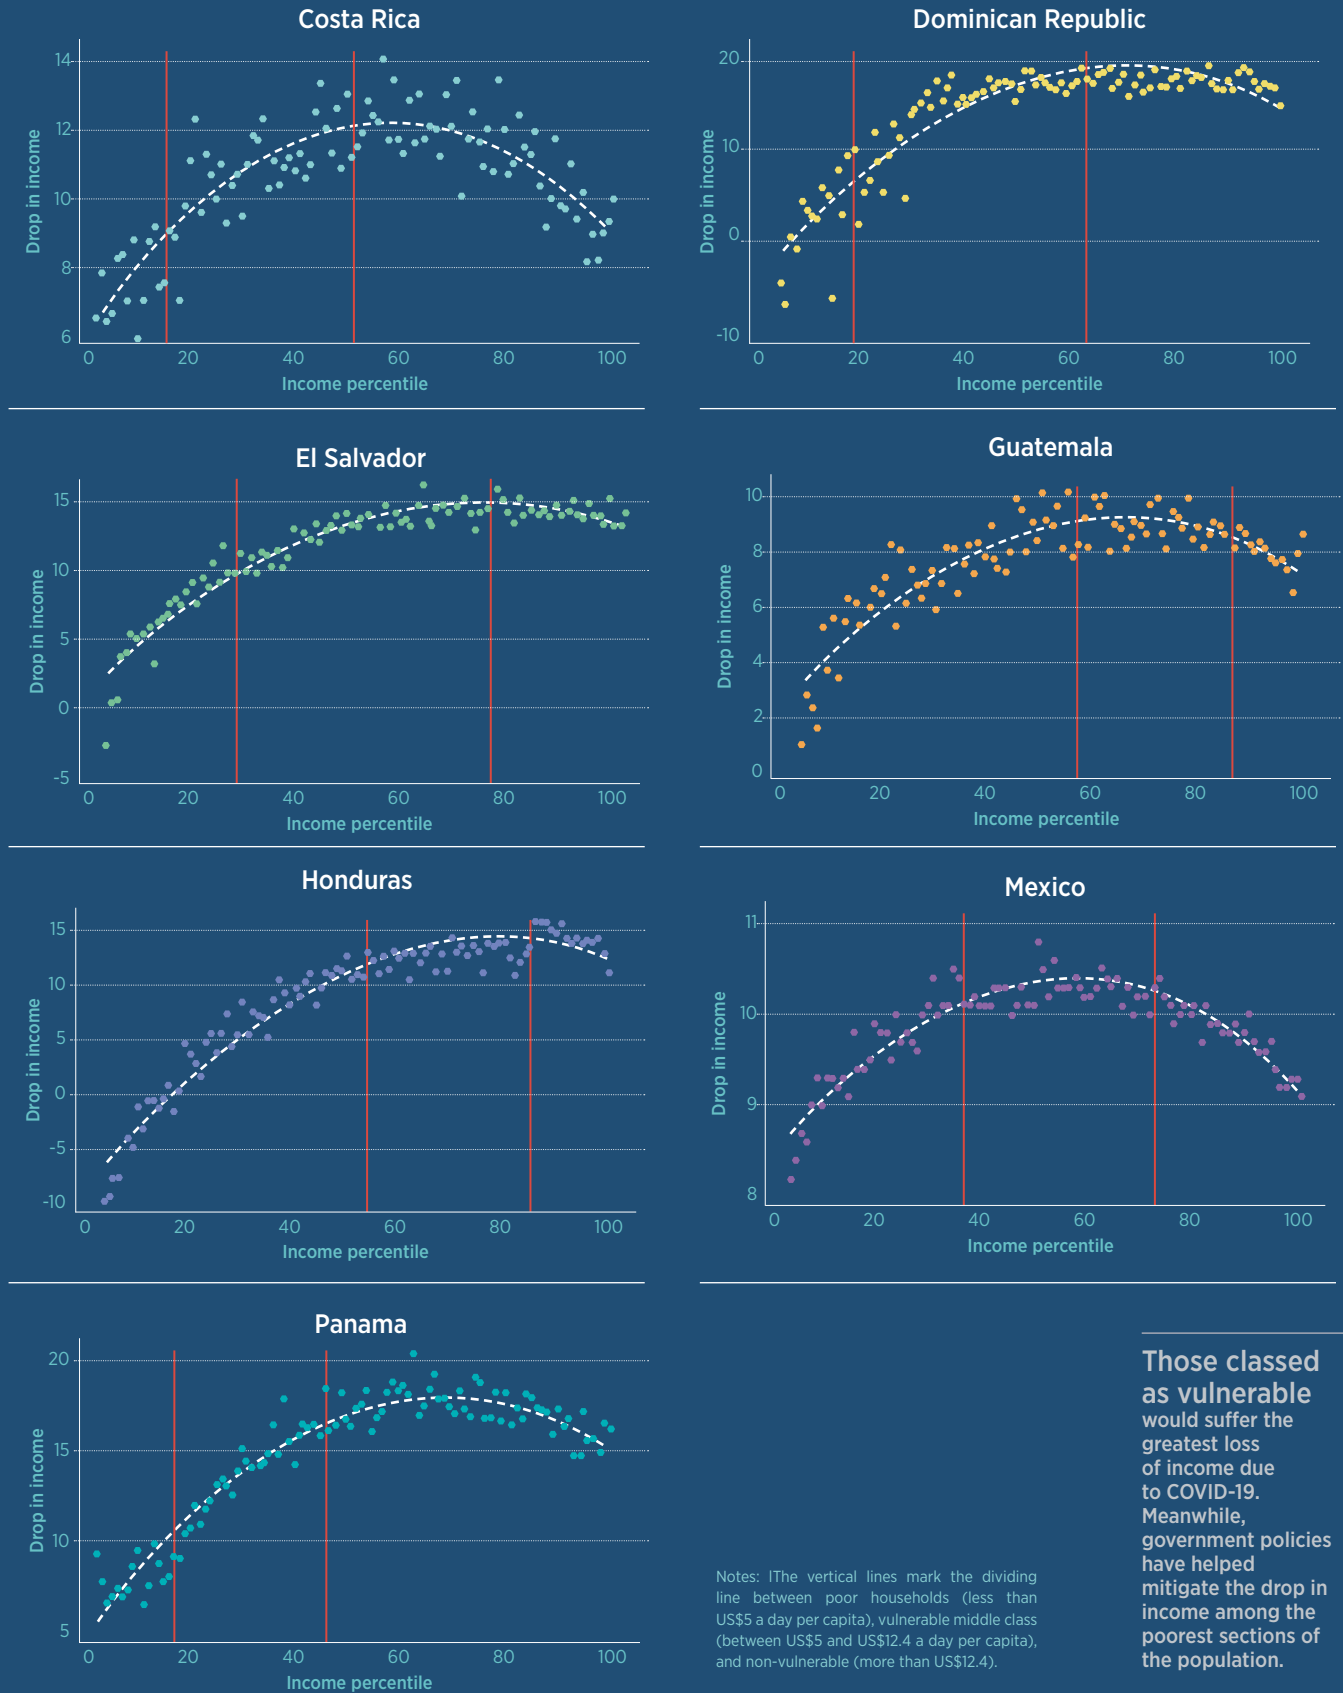 Costa Rica
Drop in income
14
12
10
8
6
0 20 40 60 80 100
Income percentile
Dominican Republic
Drop in income
20
10
0
-10
0 20 40 60 80 100
Income percentile
El Salvador
Drop in income
15
10
5
0
-5
0 20 40 60 80 100
Income percentile
Guatemala
Drop in income
10
8
6
4
2
0
0 20 40 60 80 100
Income percentile
Honduras
Drop in income
15
10
5
0
-5
-10
0 20 40 60 80 100
Income percentile
Mexico
Drop in income
11
10
9
8
0 20 40 60 80 100
Income percentile
Panama
Drop in income
20
15
10
5
0 20 40 60 80 100
Income percentile
Notes: lThe vertical lines mark the dividing
line between poor households (less than
US$5 a day per capita), vulnerable middle class
(between US$5 and US$12.4 a day per capita),
and non-vulnerable (more than US$12.4).
Those classed
as vulnerable
would suffer the
greatest loss
of income due
to COVID-19.
Meanwhile,
government policies
have helped
mitigate the drop in
income among the
poorest sections of
the population.